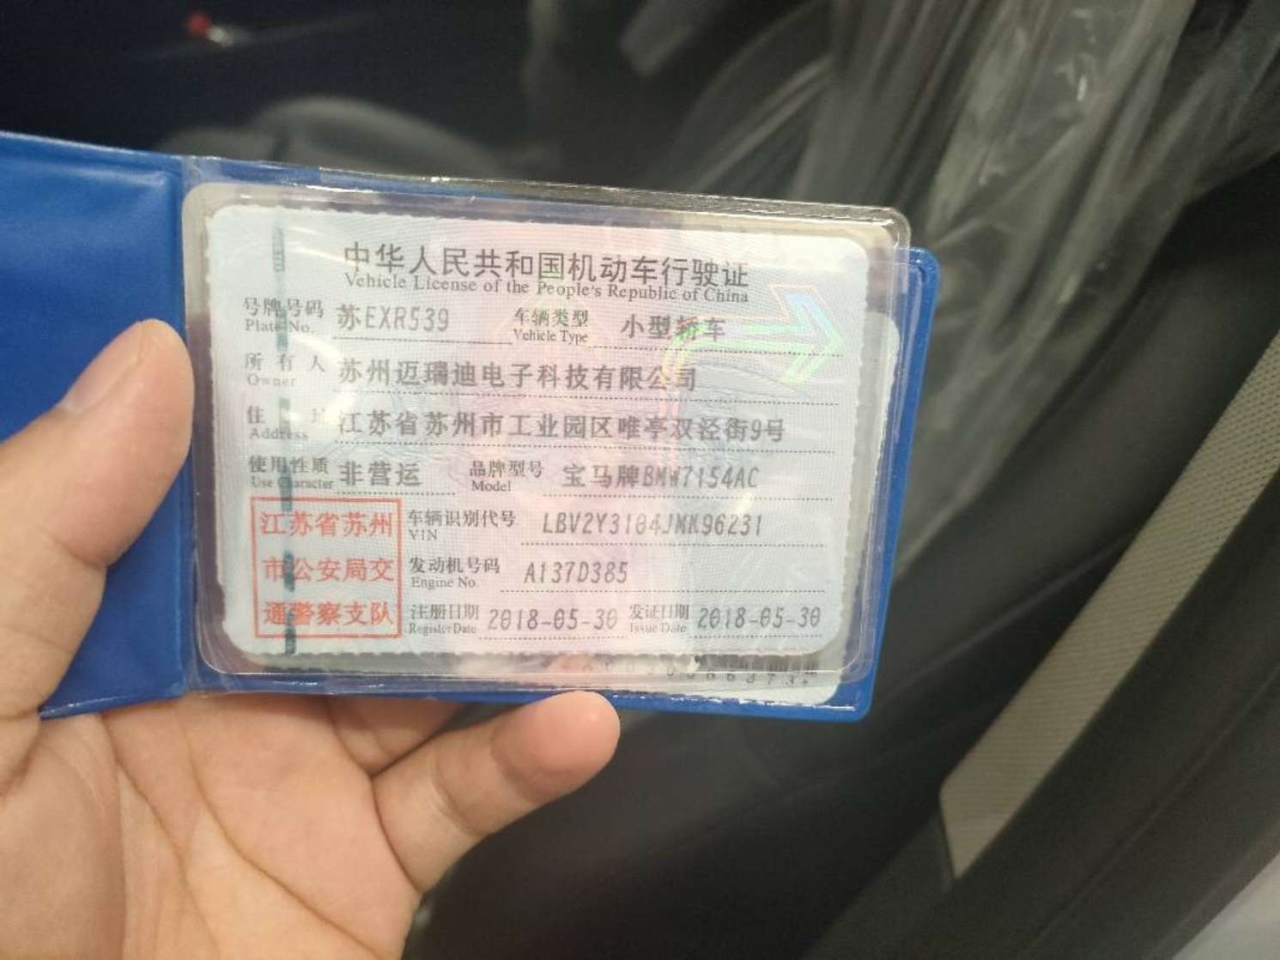 中华人民共和国机动车行驶证
Vehicle License of the People's Republic of China
号牌号码 苏EXR539 车辆类型 小型轿车
Plate No. Vehicle Type
所有人 苏州迈瑞迪电子科技有限公司
Owner
住址 江苏省苏州市工业园区唯亭双泾街9号
Address
使用性质 非营运 品牌型号 宝马牌BMW7154AC
Use Character Model
江苏省苏州
市公安局交
通警察支队
车辆识别代号 LBV2Y3104JMK96231
VIN
发动机号码 A137D385
Engine No.
注册日期 2018-05-30 发证日期 2018-05-30
Register Date Issue Date